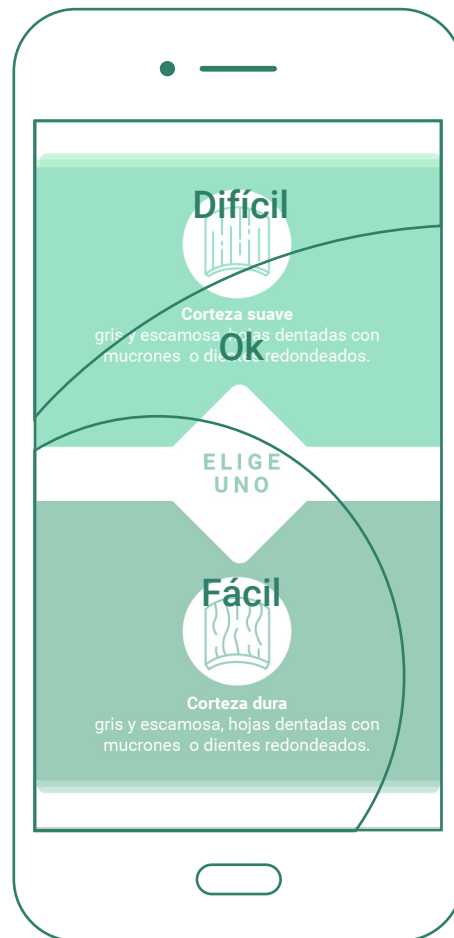 Difícil
Corteza suave
gris y escamosa, hojas dentadas con
Ok
mucrones o dientes redondeados.
ELIGE
UNO
Fácil
Corteza dura
gris y escamosa, hojas dentadas con
mucrones o dientes redondeados.